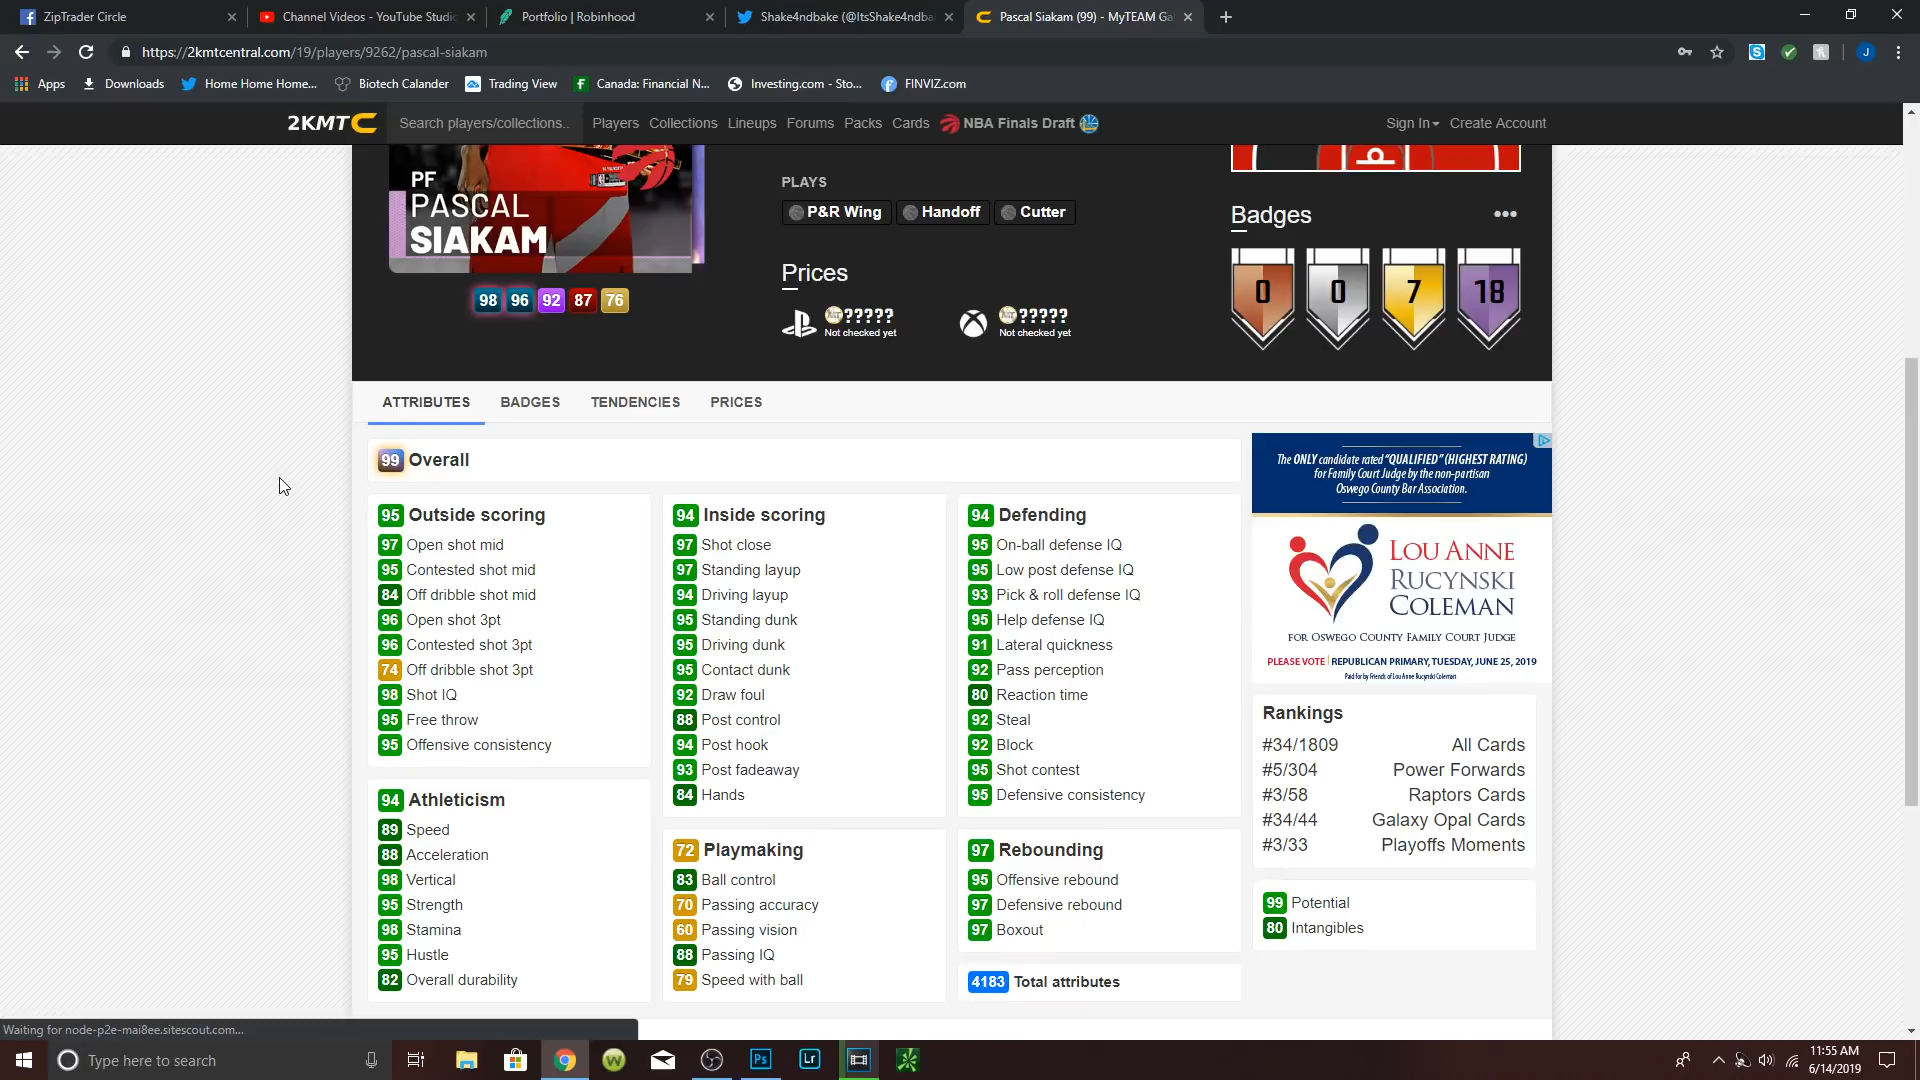 ZipTrader Circle
Channel Videos - YouTube Studio
Portfolio | Robinhood
Shake4ndbake (@ItsShake4ndba
Pascal Siakam (99) - MyTEAM Ga
https://2kmtcentral.com/19/players/9262/pascal-siakam
Apps Downloads Home Home Home... Biotech Calander Trading View Canada: Financial N... Investing.com - Sto... FINVIZ.com
2KMTC Search players/collections.. Players Collections Lineups Forums Packs Cards NBA Finals Draft Sign In Create Account
PF
PASCAL
SIAKAM
98 96 92 87 76
PLAYS
P&R Wing Handoff Cutter
Prices
?????
Not checked yet
?????
Not checked yet
Badges
0 0 7 18
ATTRIBUTES BADGES TENDENCIES PRICES
99 Overall
95 Outside scoring
97 Open shot mid
95 Contested shot mid
84 Off dribble shot mid
96 Open shot 3pt
96 Contested shot 3pt
74 Off dribble shot 3pt
98 Shot IQ
95 Free throw
95 Offensive consistency
94 Athleticism
89 Speed
88 Acceleration
98 Vertical
95 Strength
98 Stamina
95 Hustle
82 Overall durability
94 Inside scoring
97 Shot close
97 Standing layup
94 Driving layup
95 Standing dunk
95 Driving dunk
95 Contact dunk
92 Draw foul
88 Post control
94 Post hook
93 Post fadeaway
84 Hands
72 Playmaking
83 Ball control
70 Passing accuracy
60 Passing vision
88 Passing IQ
79 Speed with ball
94 Defending
95 On-ball defense IQ
95 Low post defense IQ
93 Pick & roll defense IQ
95 Help defense IQ
91 Lateral quickness
92 Pass perception
80 Reaction time
92 Steal
92 Block
95 Shot contest
95 Defensive consistency
97 Rebounding
95 Offensive rebound
97 Defensive rebound
97 Boxout
4183 Total attributes
The ONLY candidate rated "QUALIFIED" (HIGHEST RATING)
for Family Court Judge by the non-partisan
Oswego County Bar Association.
LOU ANNE
RUCYNSKI
COLEMAN
FOR OSWEGO COUNTY FAMILY COURT JUDGE
PLEASE VOTE | REPUBLICAN PRIMARY, TUESDAY, JUNE 25, 2019
Paid for by Friends of Lou Anne Rucynski Coleman
Rankings
#34/1809 All Cards
#5/304 Power Forwards
#3/58 Raptors Cards
#34/44 Galaxy Opal Cards
#3/33 Playoffs Moments
99 Potential
80 Intangibles
Waiting for node-p2e-mai8ee.sitescout.com...
Type here to search
Ps
Lr
11:55 AM
6/14/2019